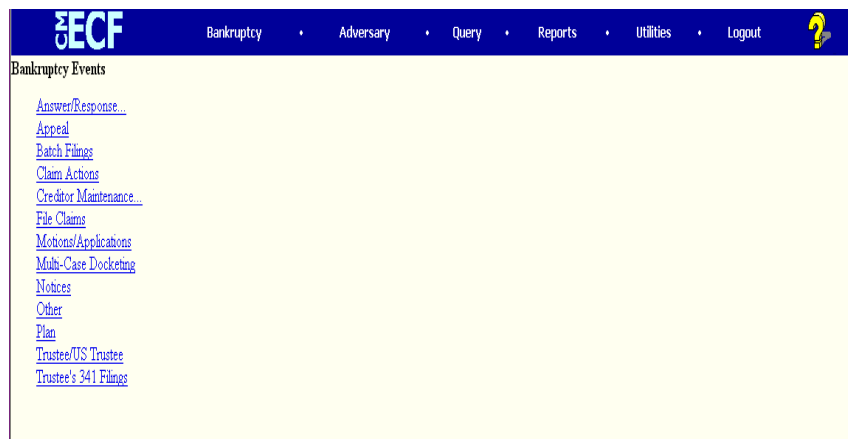 CM ECF Bankruptcy • Adversary • Query • Reports • Utilities • Logout ?
Bankruptcy Events
Answer/Response...
Appeal
Batch Filings
Claim Actions
Creditor Maintenance...
File Claims
Motions/Applications
Multi-Case Docketing
Notices
Other
Plan
Trustee/US Trustee
Trustee's 341 Filings